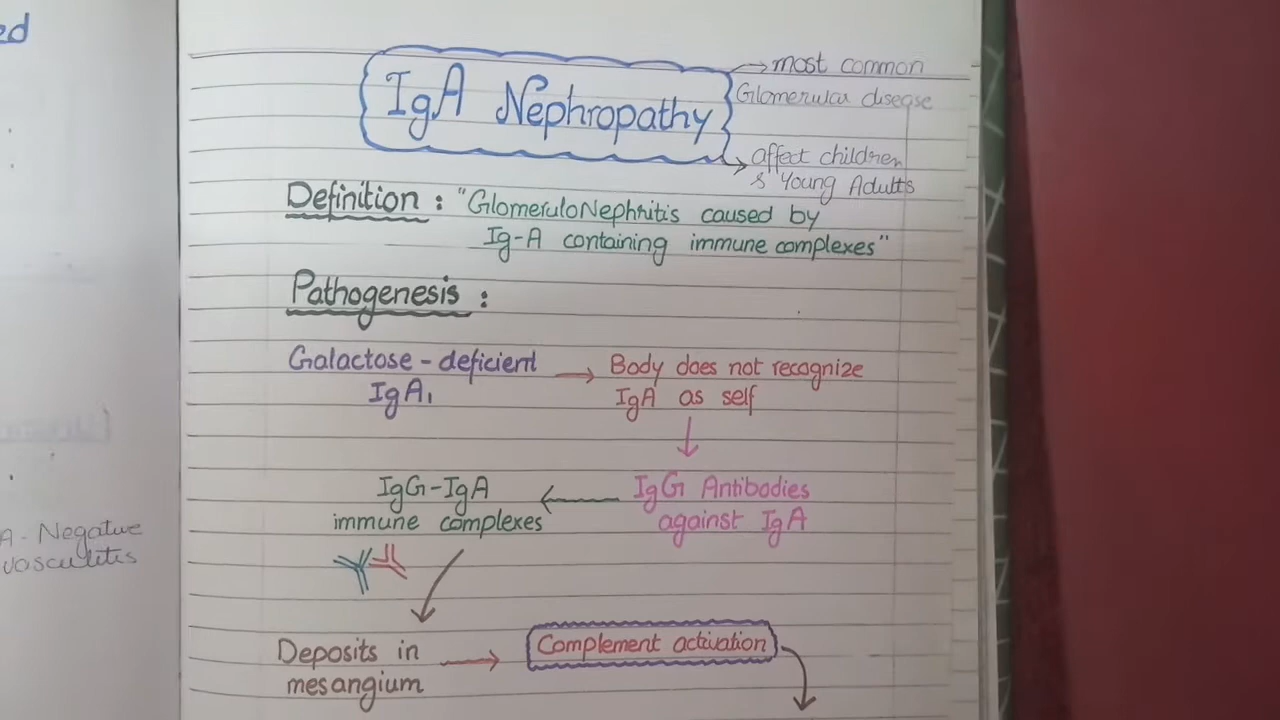 ed
IgA Nephropathy
→ most common
Glomerular disease
→ affect children
& Young Adults
Definition : "GlomeruloNephritis caused by
Ig-A containing immune complexes"
Pathogenesis :
Galactose - deficient → Body does not recognize
IgA₁ IgA as self
IgG-IgA ← IgG Antibodies
immune complexes against IgA
A - Negative
vasculitis
Deposits in → Complement activation
mesangium